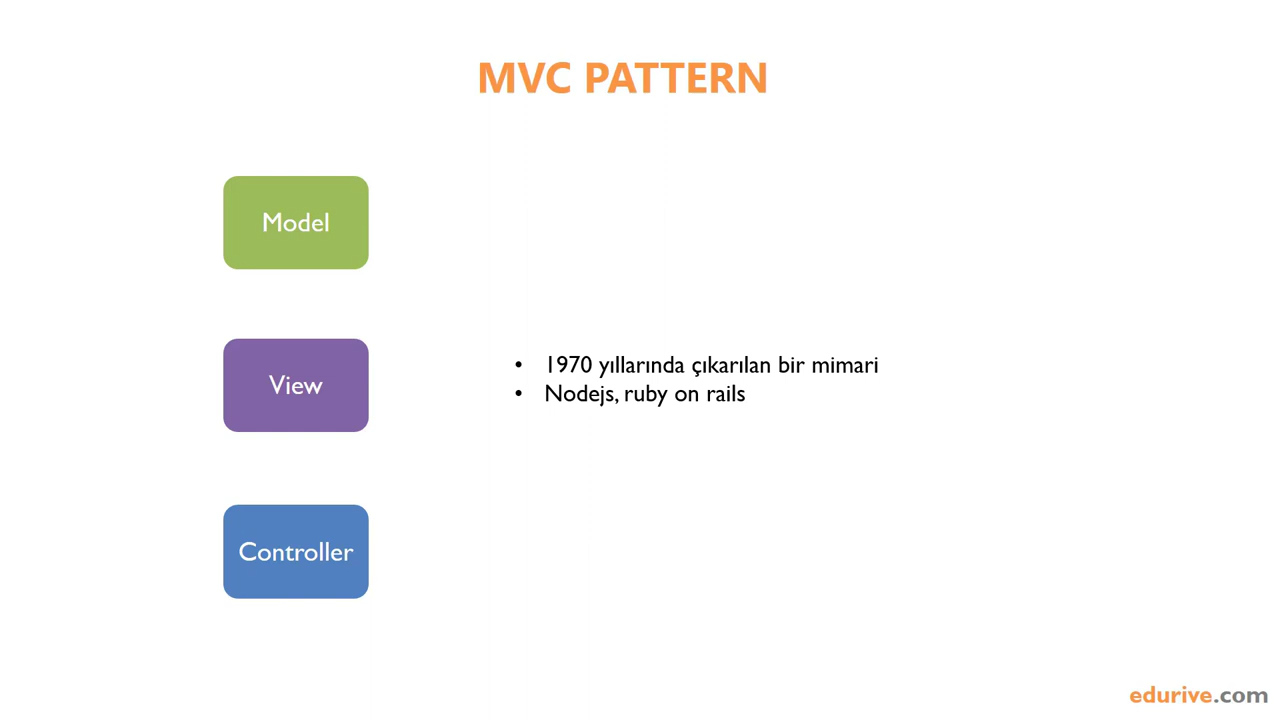 MVC PATTERN
Model
View
• 1970 yıllarında çıkarılan bir mimari
• Nodejs, ruby on rails
Controller
edurive.com